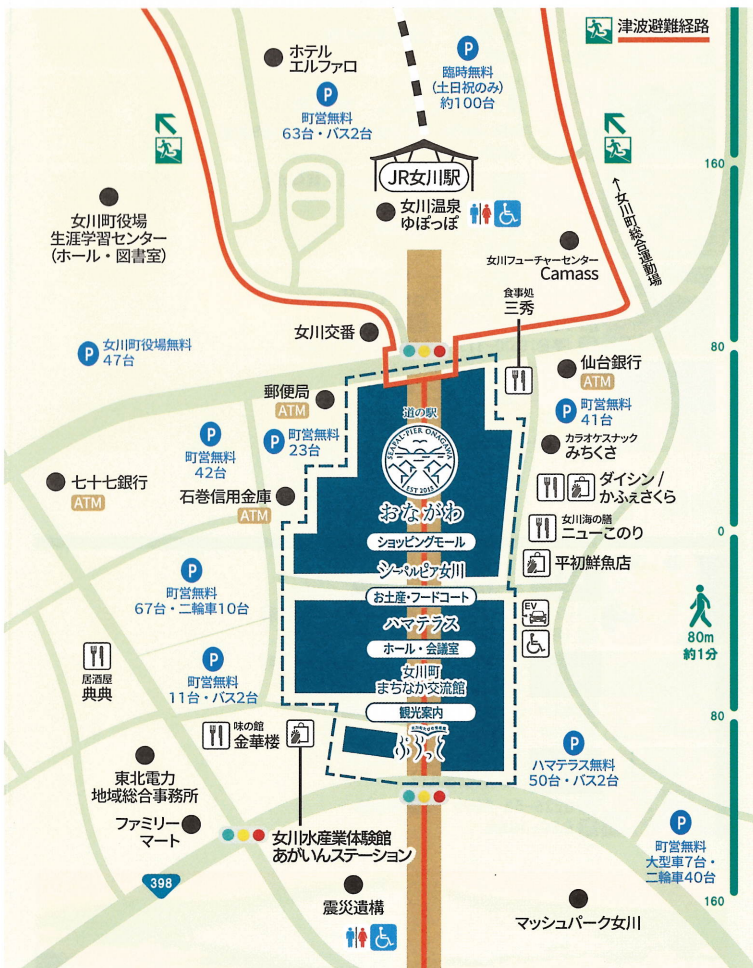 津波避難経路
ホテル
エルファロ
P
臨時無料
(土日祝のみ)
約100台
P
町営無料
63台・バス2台
160
JR女川駅
女川温泉
ゆぽっぽ
女川町役場
生涯学習センター
(ホール・図書室)
←女川町総合運動場
女川フューチャーセンター
Camass
食事処
三秀
女川交番
P
女川町役場無料
47台
80
仙台銀行
ATM
郵便局
ATM
P
町営無料
41台
道の駅
SEAPAL-PIER ONAGAWA
EST 2015
おながわ
P
町営無料
42台
P
町営無料
23台
カラオケスナック
みちくさ
七十七銀行
ATM
石巻信用金庫
ATM
ダイシン/
かふぇさくら
女川海の膳
ニューこのり
0
ショッピングモール
シーパルピア女川
平初鮮魚店
お土産・フードコート
ハマテラス
EV
P
町営無料
67台・二輪車10台
80m
約1分
ホール・会議室
女川町
まちなか交流館
居酒屋
典典
P
町営無料
11台・バス2台
観光案内
ぷらっと
80
味の館
金華楼
P
ハマテラス無料
50台・バス2台
東北電力
地域総合事務所
ファミリー
マート
女川水産業体験館
あがいんステーション
P
町営無料
大型車7台・
二輪車40台
398
震災遺構
マッシュパーク女川
160